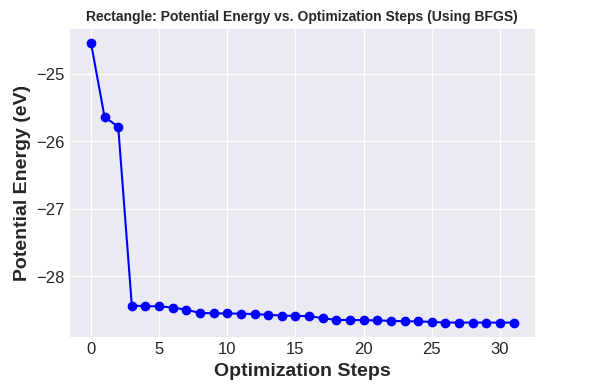 Rectangle: Potential Energy vs. Optimization Steps (Using BFGS)
Potential Energy (eV)
−25
−26
−27
−28
0 5 10 15 20 25 30
Optimization Steps